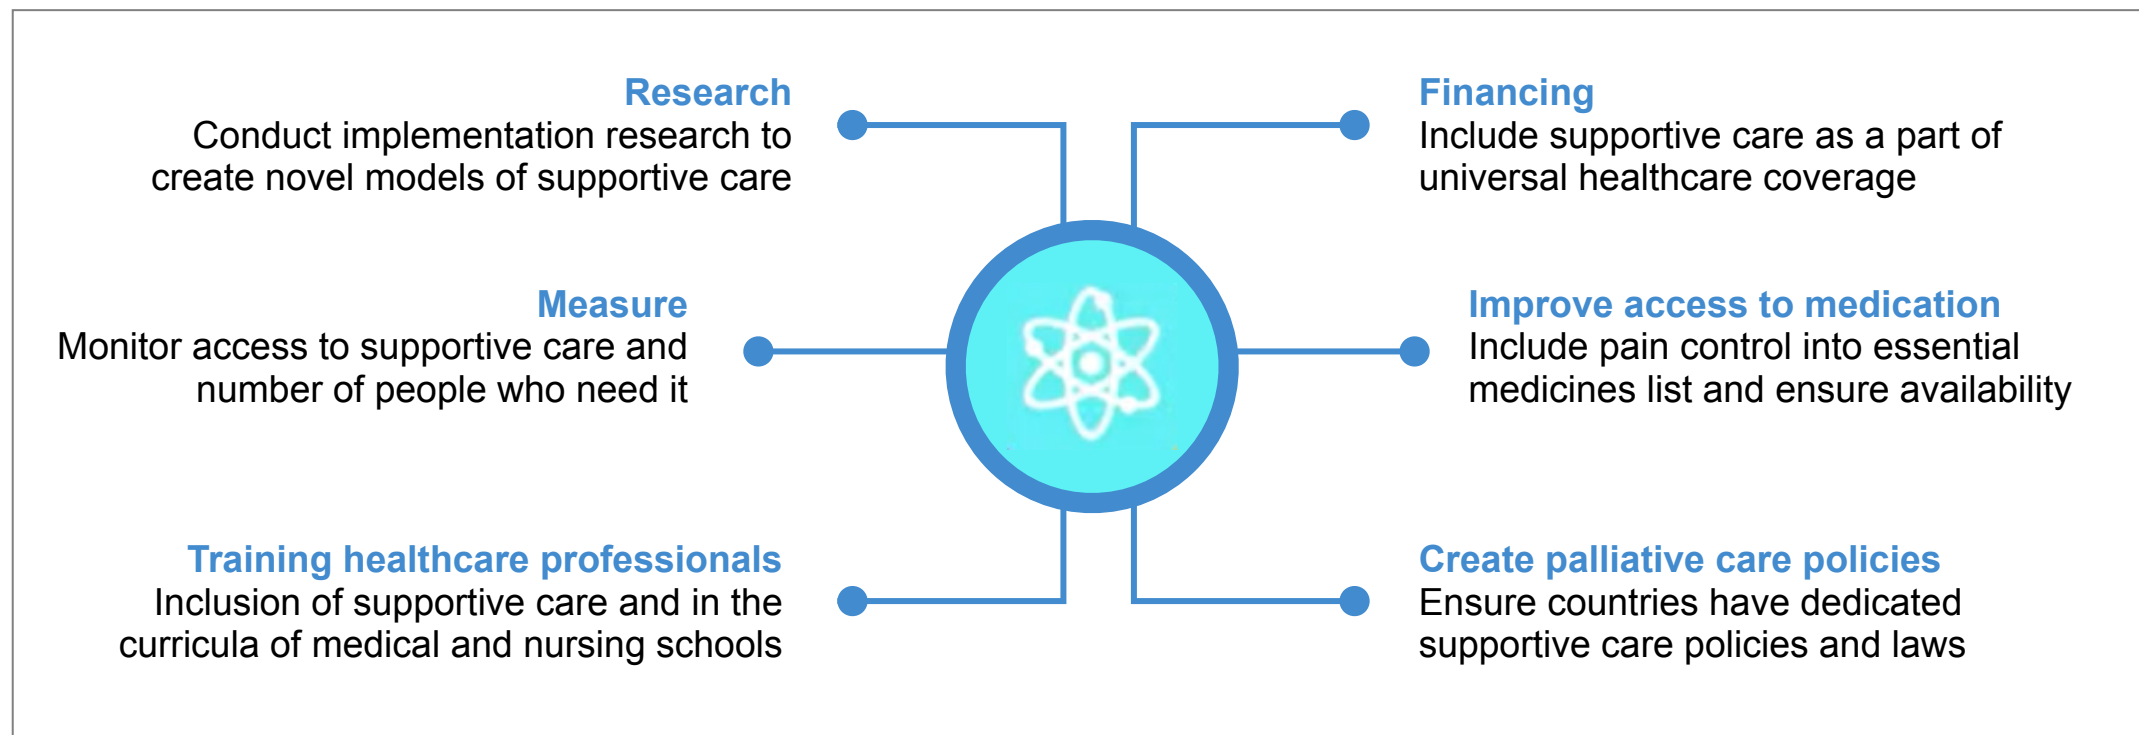 Research
Conduct implementation research to
create novel models of supportive care
Measure
Monitor access to supportive care and
number of people who need it
Training healthcare professionals
Inclusion of supportive care and in the
curricula of medical and nursing schools
Financing
Include supportive care as a part of
universal healthcare coverage
Improve access to medication
Include pain control into essential
medicines list and ensure availability
Create palliative care policies
Ensure countries have dedicated
supportive care policies and laws